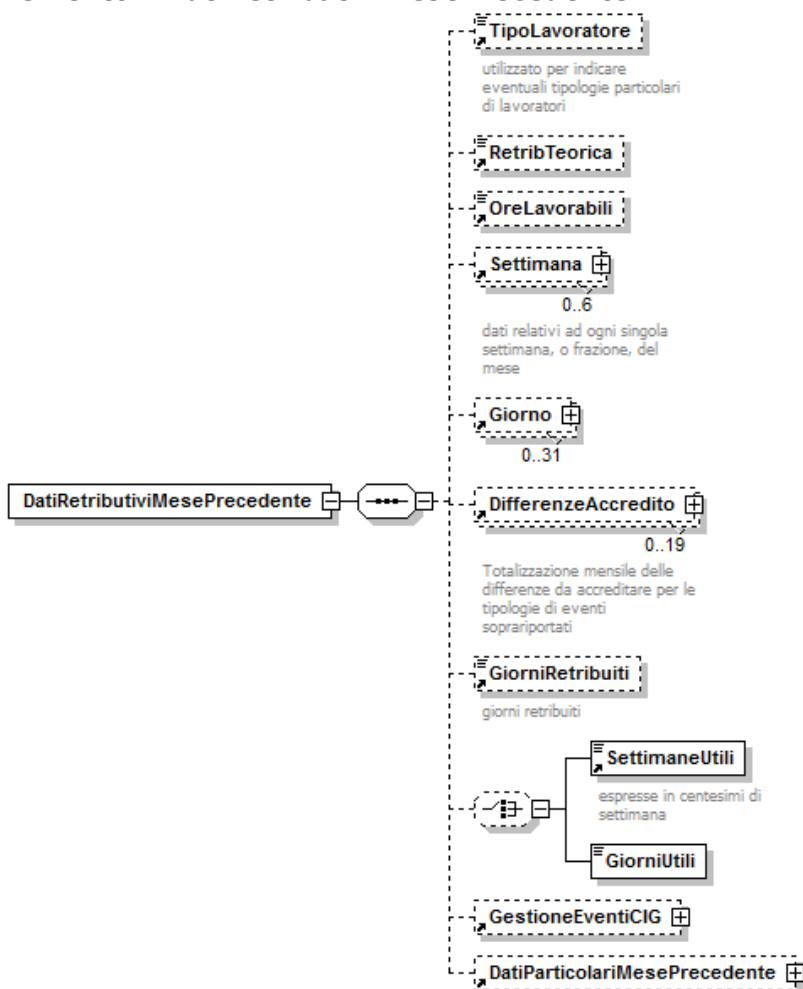 TipoLavoratore
utilizzato per indicare
eventuali tipologie particolari
di lavoratori
RetribTeorica
OreLavorabili
Settimana
0..6
dati relativi ad ogni singola
settimana, o frazione, del
mese
Giorno
0..31
DatiRetributiviMesePrecedente
DifferenzeAccredito
0..19
Totalizzazione mensile delle
differenze da accreditare per le
tipologie di eventi
soprariportati
GiorniRetribuiti
giorni retribuiti
SettimaneUtili
espresse in centesimi di
settimana
GiorniUtili
GestioneEventiCIG
DatiParticolariMesePrecedente